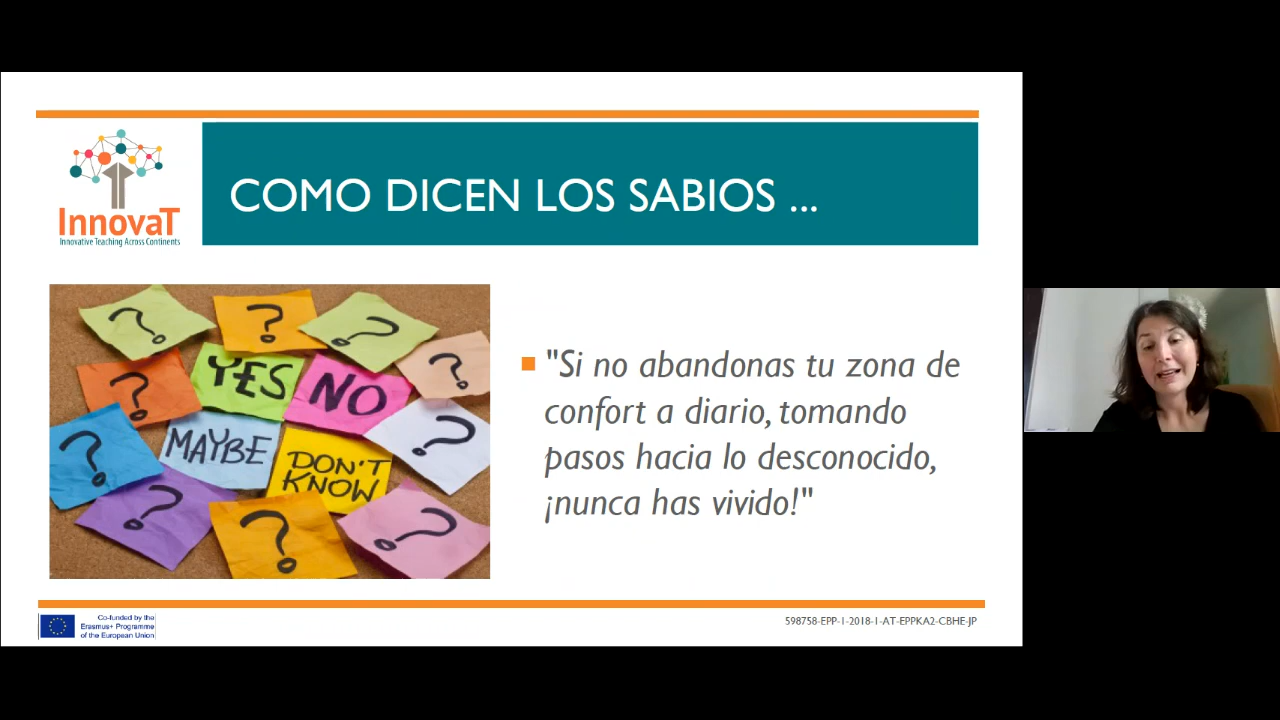 COMO DICEN LOS SABIOS ...
InnovaT
Innovative Teaching Across Continents
?
?
?
?
?
YES
NO
?
MAYBE
?
DON'T
KNOW
?
?
?
"Si no abandonas tu zona de
confort a diario, tomando
pasos hacia lo desconocido,
¡nunca has vivido!"
Co-funded by the
Erasmus+ Programme
of the European Union
598758-EPP-1-2018-1-AT-EPPKA2-CBHE-JP